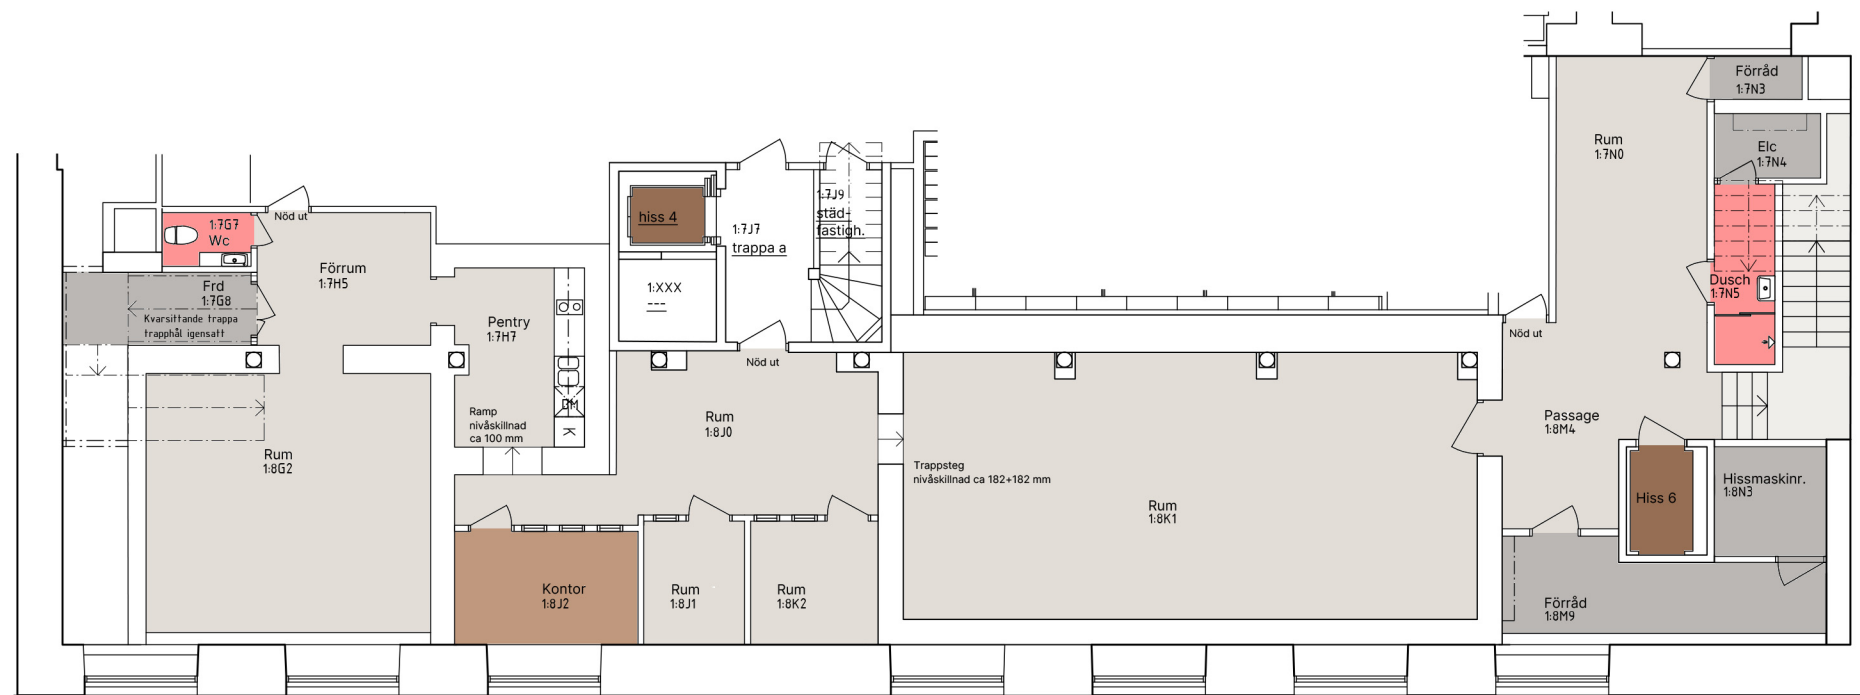 Förråd
1:7N3
Rum
1:7N0
Elc
1:7N4
1:7J9
städ-
fastigh.
hiss 4
1:7J7
trappa a
Nöd ut
1:7G7
Wc
Förrum
1:7H5
Frd
1:7G8
Kvarsittande trappa
trapphål igensatt
1:XXX
---
Dusch
1:7N5
Pentry
1:7H7
Nöd ut
Nöd ut
DM
K
Ramp
nivåskillnad
ca 100 mm
Rum
1:8J0
Passage
1:8M4
Rum
1:8G2
Trappsteg
nivåskillnad ca 182+182 mm
Rum
1:8K1
Hiss 6
Hissmaskinr.
1:8N3
Kontor
1:8J2
Rum
1:8J1
Rum
1:8K2
Förråd
1:8M9